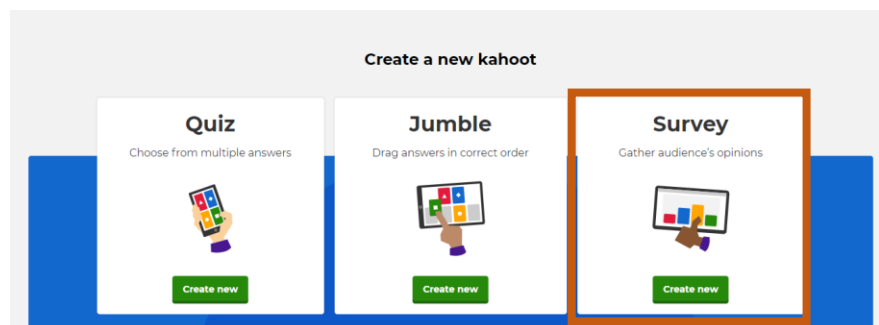 Create a new kahoot
Quiz
Choose from multiple answers
Create new
Jumble
Drag answers in correct order
Create new
Survey
Gather audience's opinions
Create new